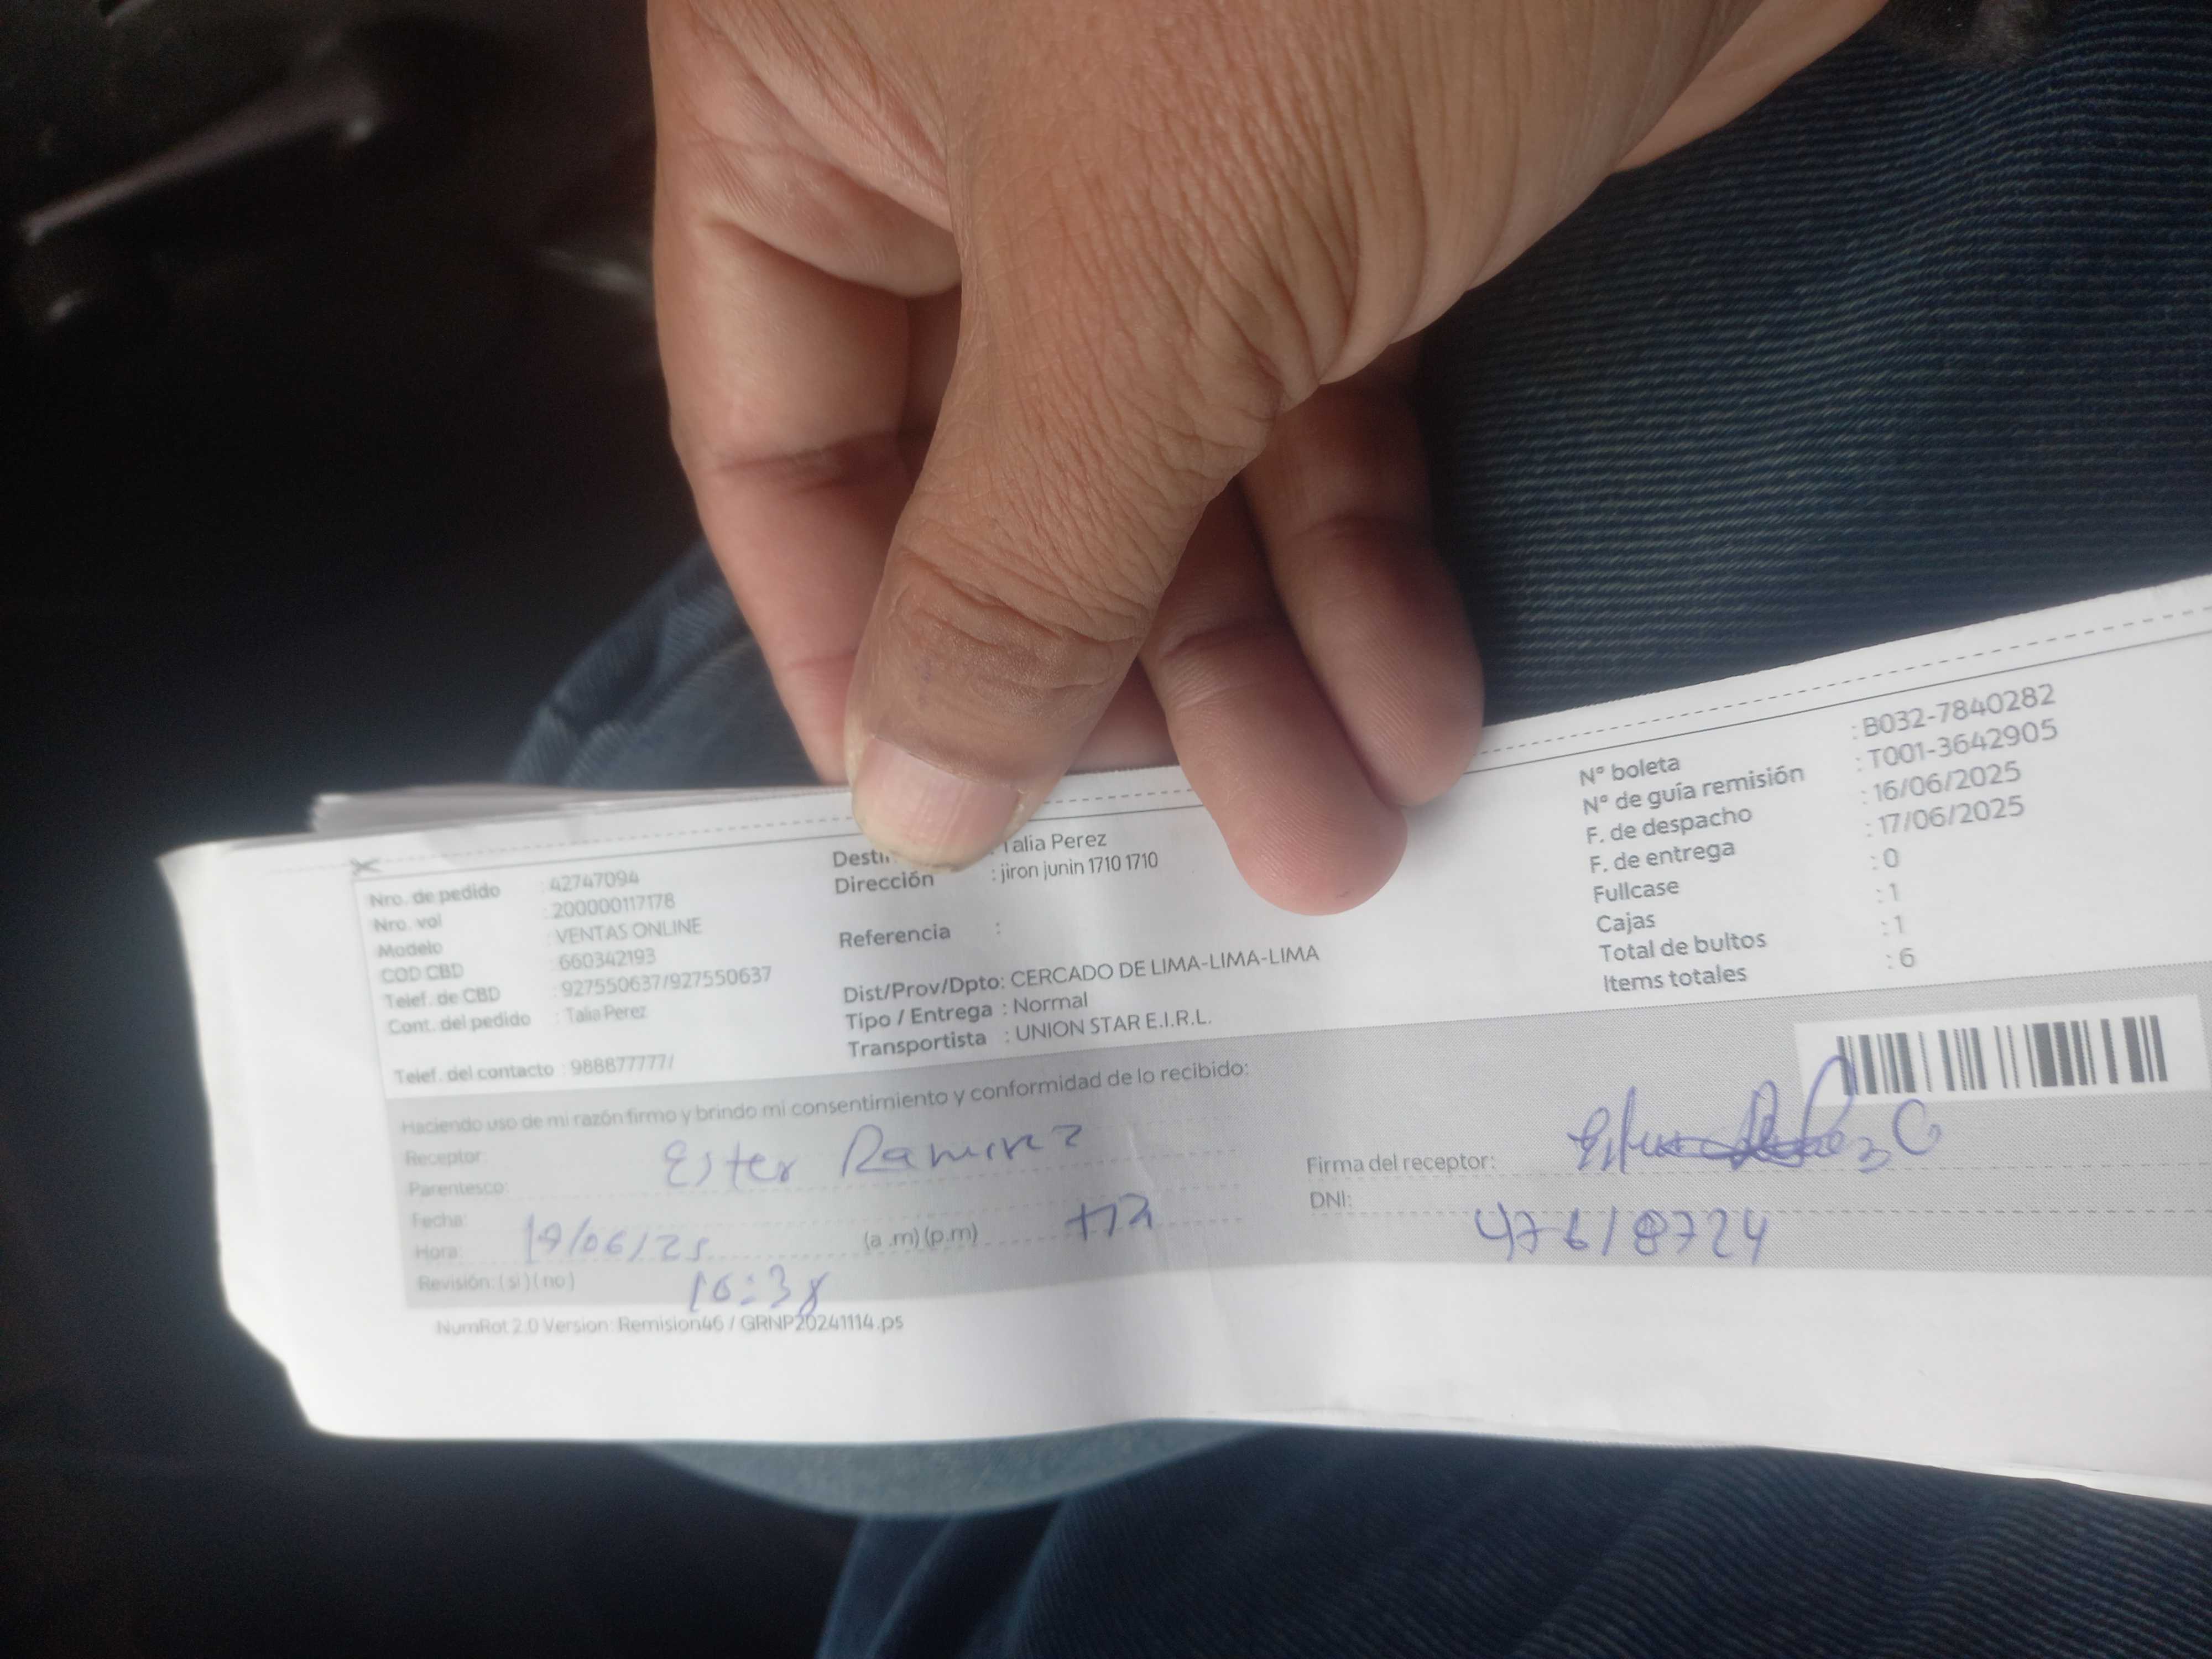 Nro. de pedido : 42747094
Nro. vol : 200000117178
Modelo : VENTAS ONLINE
COD CBD : 660342193
Telef. de CBD : 927550637/927550637
Cont. del pedido : Talia Perez
Telef. del contacto : 988877777/
Talia Perez
Dirección : jiron junin 1710 1710
Referencia :
Dist/Prov/Dpto: CERCADO DE LIMA-LIMA-LIMA
Tipo / Entrega : Normal
Transportista : UNION STAR E.I.R.L.
N° boleta : B032-7840282
N° de guía remisión : T001-3642905
F. de despacho : 16/06/2025
F. de entrega : 17/06/2025
Fullcase : 0
Cajas : 1
Total de bultos : 1
Items totales : 6
Haciendo uso de mi razón firmo y brindo mi consentimiento y conformidad de lo recibido:
Receptor: Ester Ramirez
Parentesco:
Fecha: /06/25
Hora: (a .m) (p.m)
Revisión: ( si ) ( no ) 16:38
Firma del receptor:
DNI: 47618724
NumRot 2.0 Version: Remision46 / GRNP20241114.ps